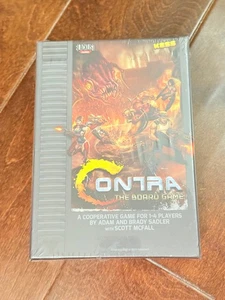 CONTRA
THE BOARD GAME
A COOPERATIVE GAME FOR 1-4 PLAYERS
BY ADAM AND BRADY SADLER
WITH SCOTT MCFALL